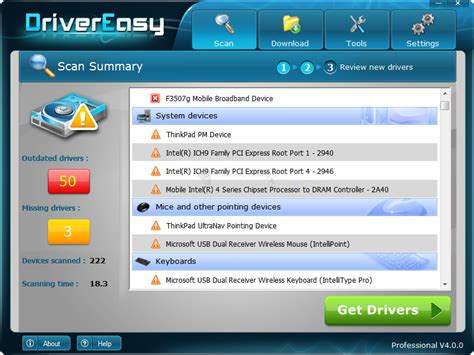 DriverEasy
Scan
Download
Tools
Settings
Scan Summary
1
2
3 Review new drivers
F3507g Mobile Broadband Device
System devices
ThinkPad PM Device
Intel(R) ICH9 Family PCI Express Root Port 1 - 2940
Intel(R) ICH9 Family PCI Express Root Port 4 - 2946
Mobile Intel(R) 4 Series Chipset Processor to DRAM Controller - 2A40
Mice and other pointing devices
ThinkPad UltraNav Pointing Device
Microsoft USB Dual Receiver Wireless Mouse (IntelliPoint)
Keyboards
Microsoft USB Dual Receiver Wireless Keyboard (IntelliType Pro)
Outdated drivers :
50
Missing drivers :
3
Devices scanned : 222
Scanning time : 18.3
Get Drivers
About
Help
Professional V4.0.0